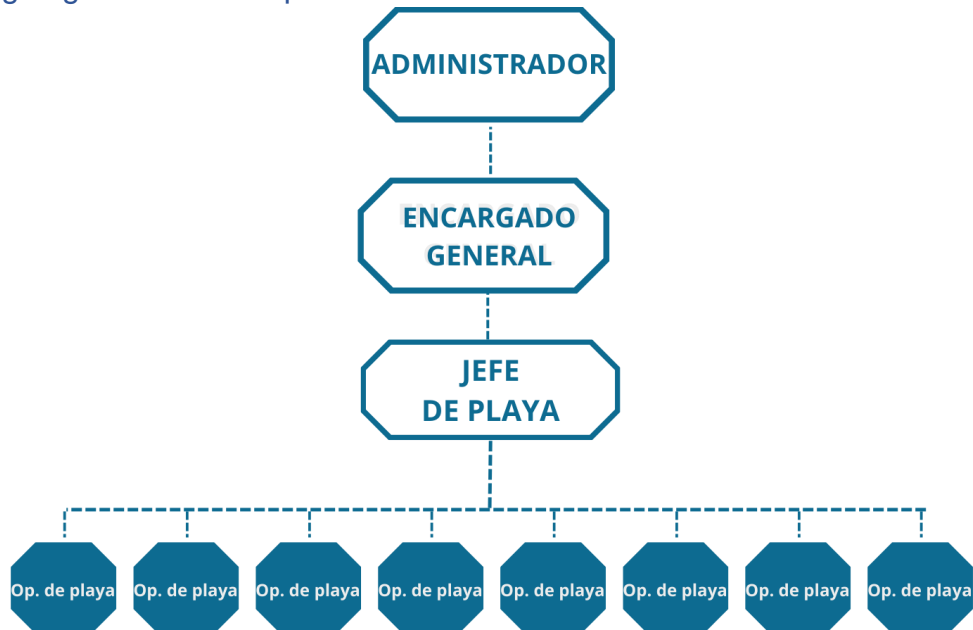 ADMINISTRADOR
ENCARGADO
GENERAL
JEFE
DE PLAYA
Op. de playa Op. de playa Op. de playa Op. de playa Op. de playa Op. de playa Op. de playa Op. de playa